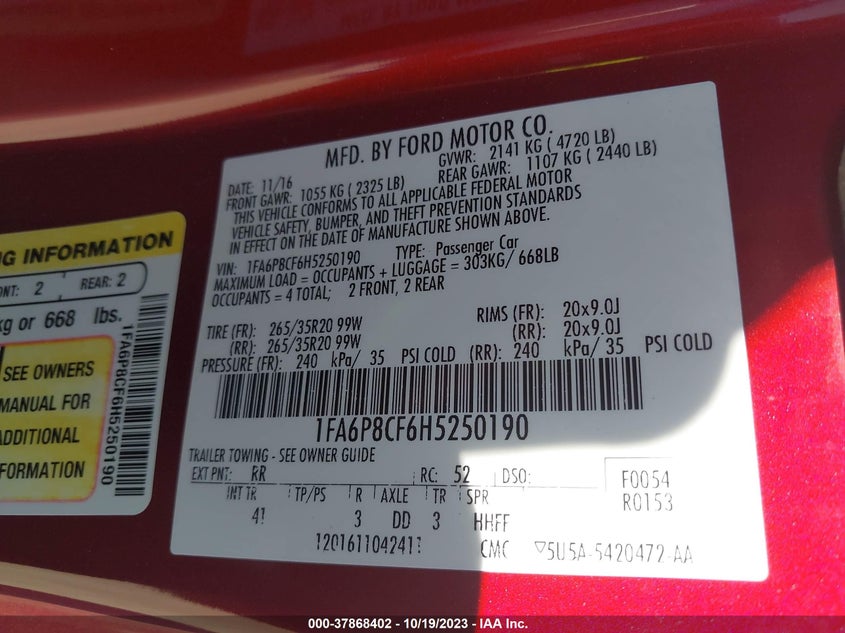 MFD. BY FORD MOTOR CO.
DATE: 11/16 GVWR: 2141 KG ( 4720 LB)
FRONT GAWR: 1055 KG ( 2325 LB) REAR GAWR: 1107 KG ( 2440 LB)
THIS VEHICLE CONFORMS TO ALL APPLICABLE FEDERAL MOTOR
VEHICLE SAFETY, BUMPER, AND THEFT PREVENTION STANDARDS
IN EFFECT ON THE DATE OF MANUFACTURE SHOWN ABOVE.
VIN: 1FA6P8CF6H5250190 TYPE: Passenger Car
MAXIMUM LOAD = OCCUPANTS + LUGGAGE = 303KG/ 668LB
OCCUPANTS = 4 TOTAL; 2 FRONT, 2 REAR
TIRE (FR): 265/35R20 99W RIMS (FR): 20x9.0J
(RR): 265/35R20 99W (RR): 20x9.0J
PRESSURE (FR): 240 kPa/ 35 PSI COLD (RR): 240 kPa/ 35 PSI COLD
1FA6P8CF6H5250190
TRAILER TOWING - SEE OWNER GUIDE
EXT PNT: RR RC: 52 DSO: F0054
R0153
INT TR TP/PS R AXLE TR SPR
41 3 DD 3 HHFF
CMC 5U5A-5420472-AA
INFORMATION
2 REAR: 2
kg or 668 lbs.
SEE OWNERS
MANUAL FOR
ADDITIONAL
INFORMATION
1FA6P8CF6H5250190
000-37868402 - 10/19/2023 - IAA Inc.